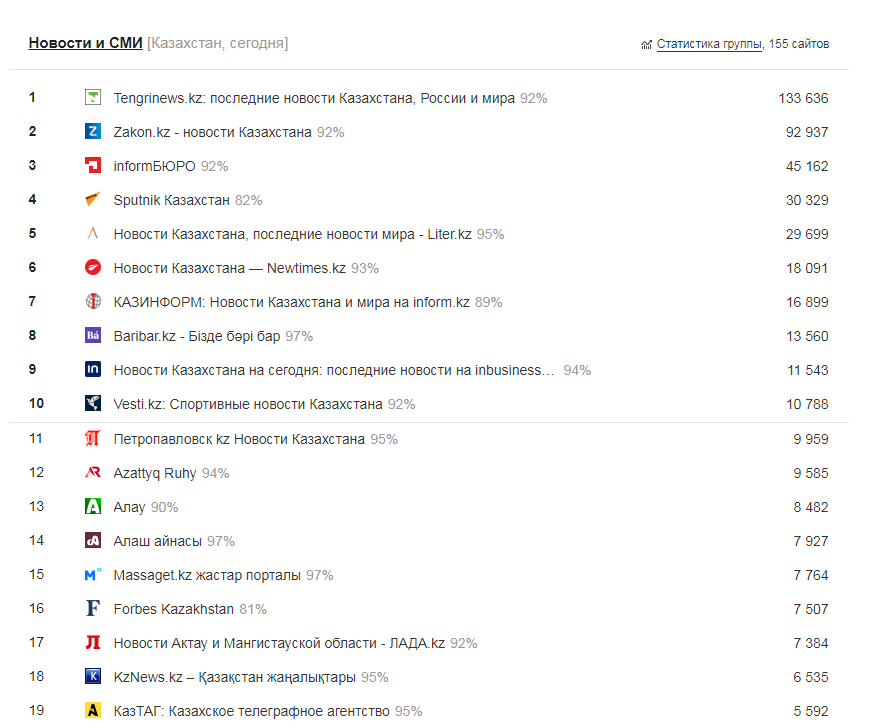 Новости и СМИ [Казахстан, сегодня] Статистика группы, 155 сайтов
1 Tengrinews.kz: последние новости Казахстана, России и мира 92% 133 636
2 Zakon.kz - новости Казахстана 92% 92 937
3 informБЮРО 92% 45 162
4 Sputnik Казахстан 82% 30 329
5 Новости Казахстана, последние новости мира - Liter.kz 95% 29 699
6 Новости Казахстана — Newtimes.kz 93% 18 091
7 КАЗИНФОРМ: Новости Казахстана и мира на inform.kz 89% 16 899
8 Bá Baribar.kz - Бізде бәрі бар 97% 13 560
9 in Новости Казахстана на сегодня: последние новости на inbusiness… 94% 11 543
10 Vesti.kz: Спортивные новости Казахстана 92% 10 788
11 Петропавловск kz Новости Казахстана 95% 9 959
12 AR Azattyq Ruhy 94% 9 585
13 А Алау 90% 8 482
14 Алаш айнасы 97% 7 927
15 М Massaget.kz жастар порталы 97% 7 764
16 F Forbes Kazakhstan 81% 7 507
17 Л Новости Актау и Мангистауской области - ЛАДА.kz 92% 7 384
18 K KzNews.kz – Қазақстан жаңалықтары 95% 6 535
19 КазТАГ: Казахское телеграфное агентство 95% 5 592